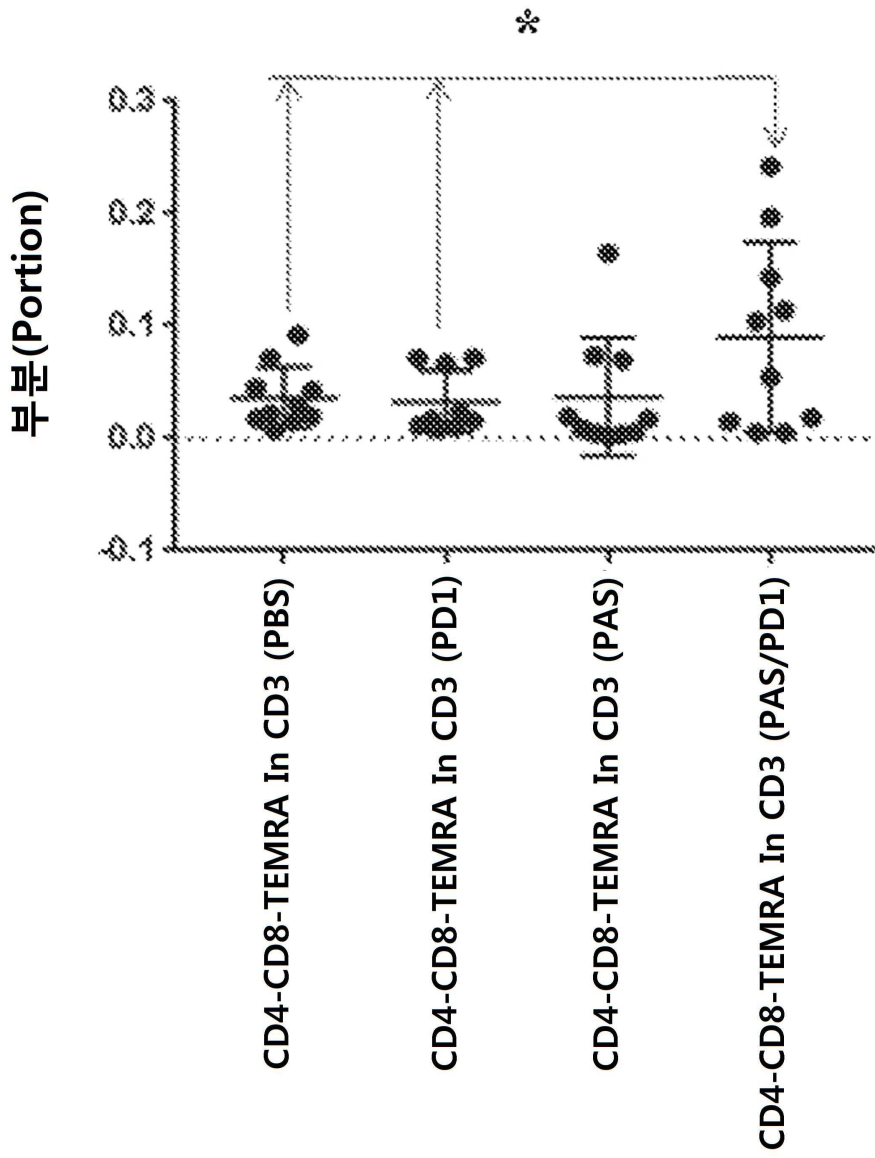 *
부분(Portion)
0.3
0.2
0.1
0.0
-0.1
CD4-CD8-TEMRA In CD3 (PBS)
CD4-CD8-TEMRA In CD3 (PD1)
CD4-CD8-TEMRA In CD3 (PAS)
CD4-CD8-TEMRA In CD3 (PAS/PD1)